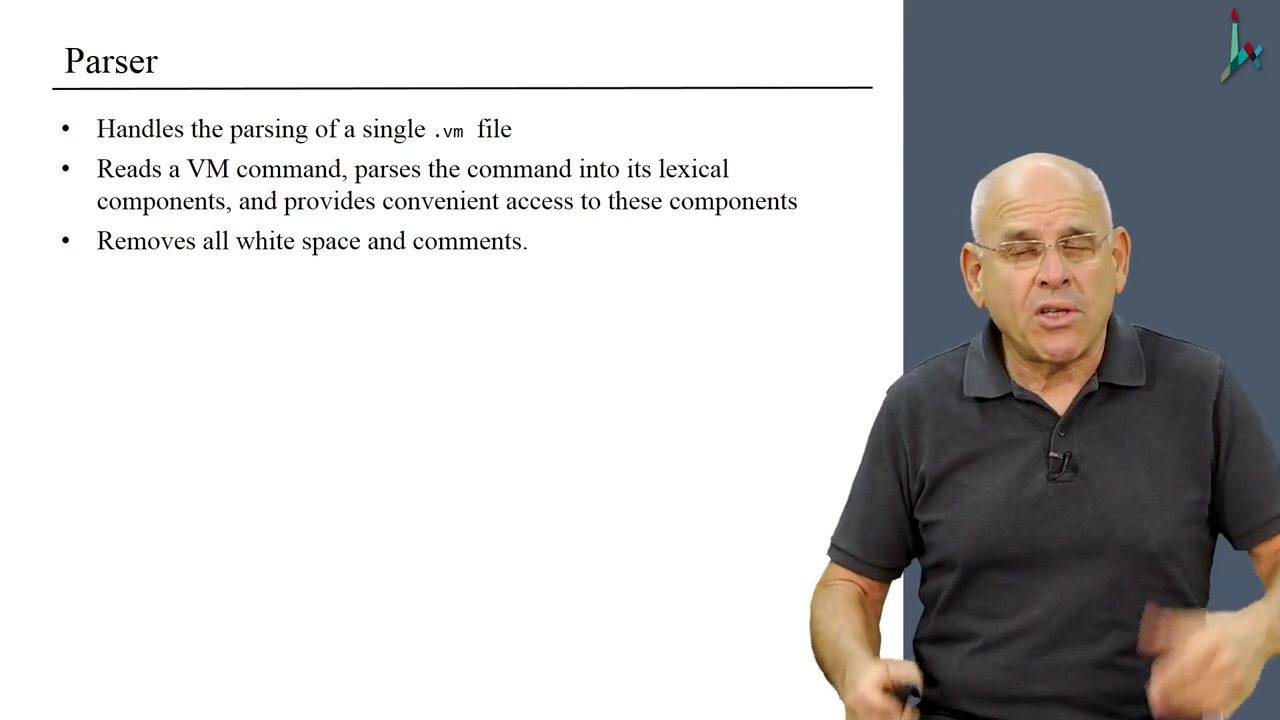 Parser
• Handles the parsing of a single .vm file
• Reads a VM command, parses the command into its lexical
components, and provides convenient access to these components
• Removes all white space and comments.